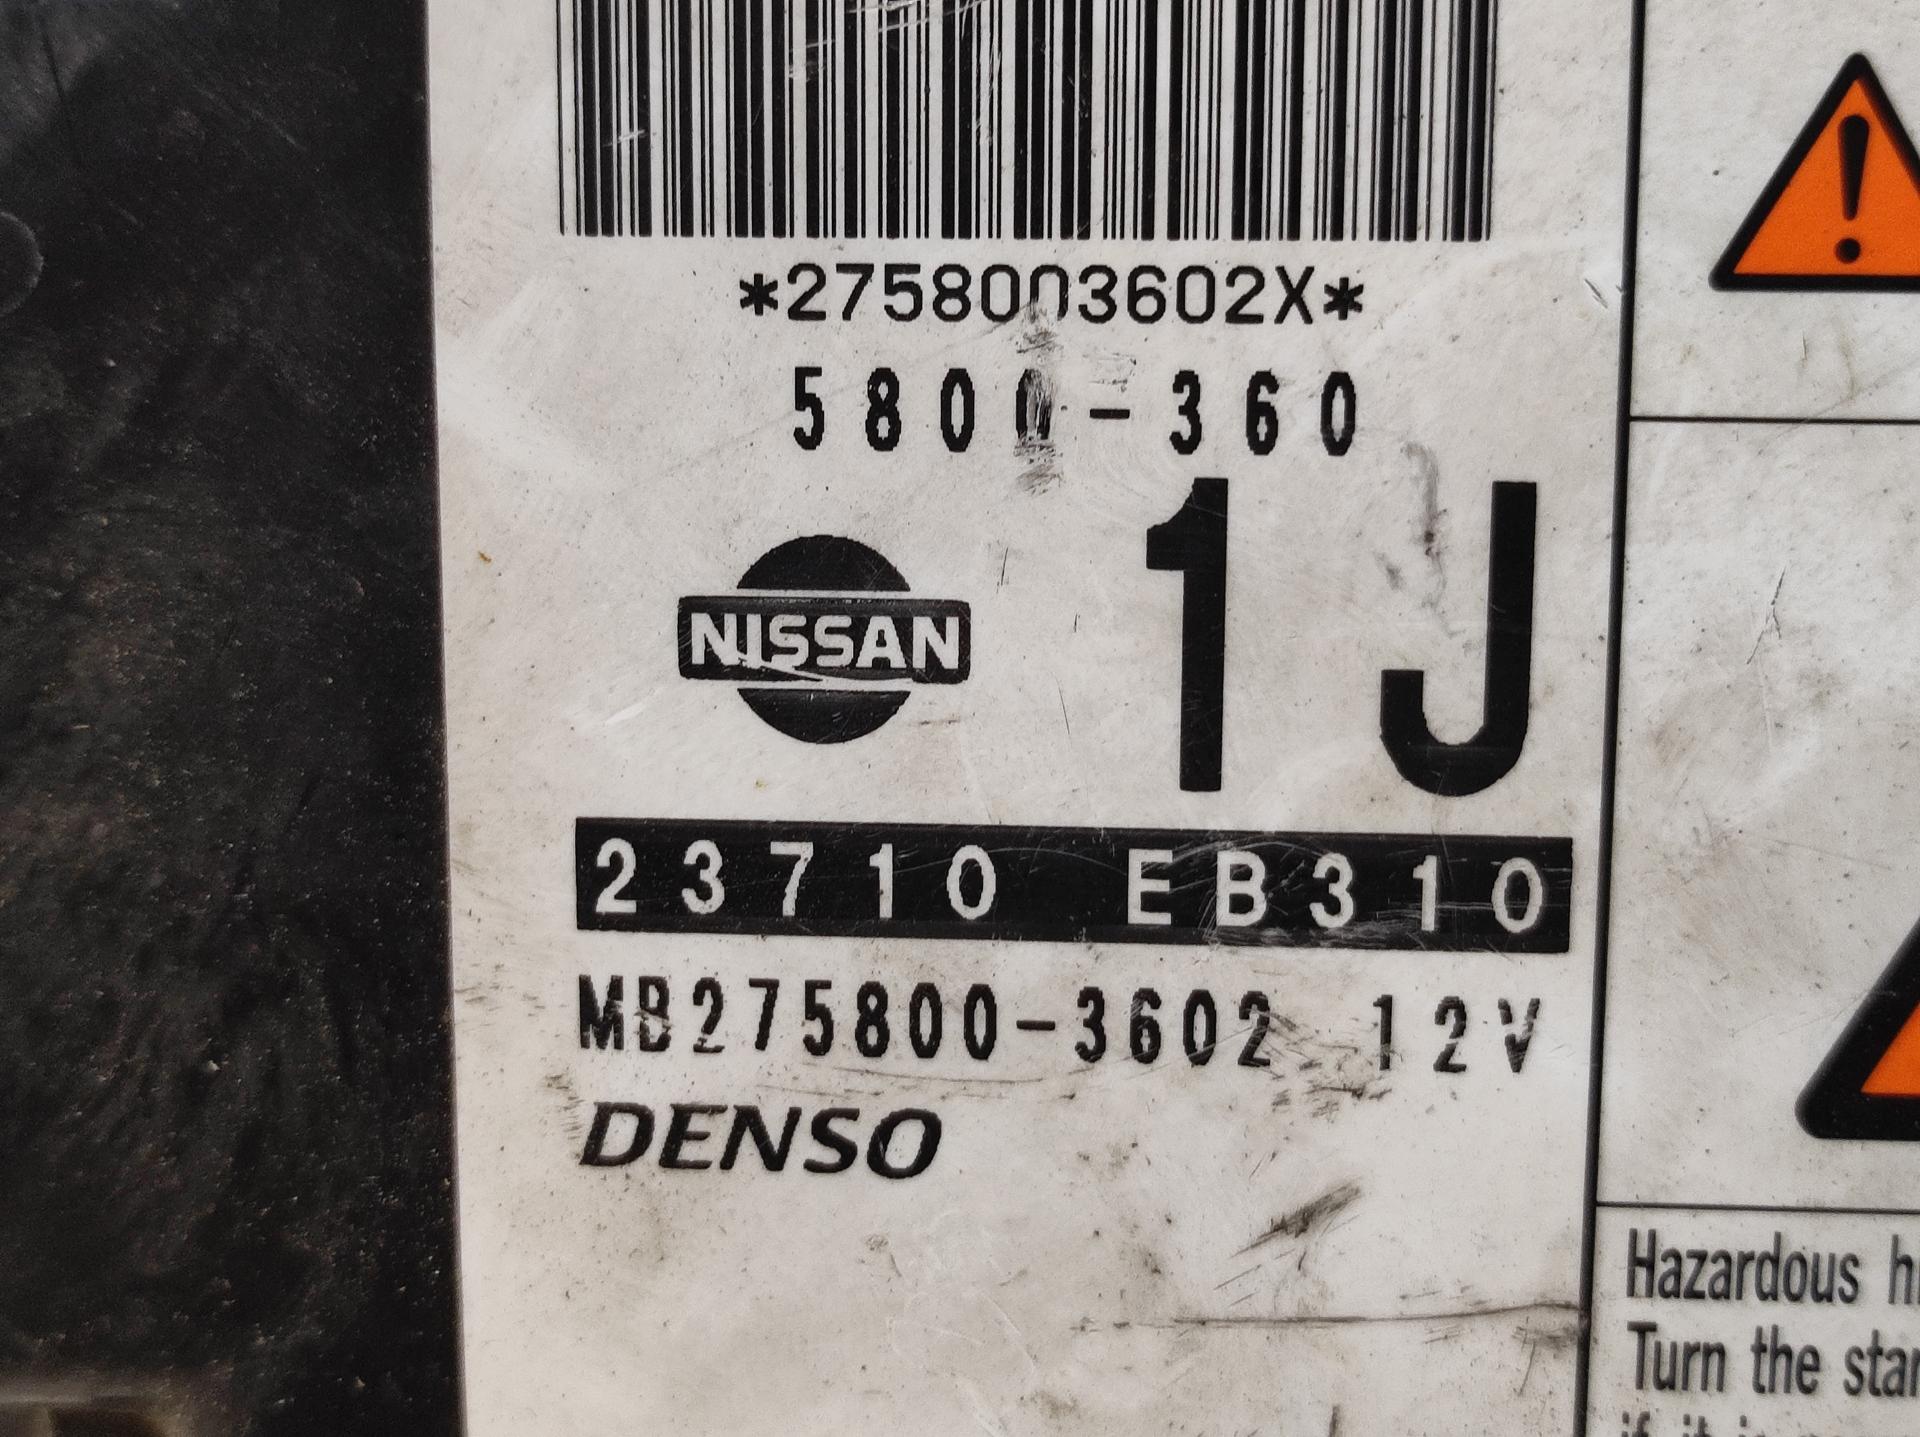 *2758003602X*
5800-360
NISSAN
1J
23710 EB310
MB275800-3602 12V
DENSO
Hazardous
Turn the